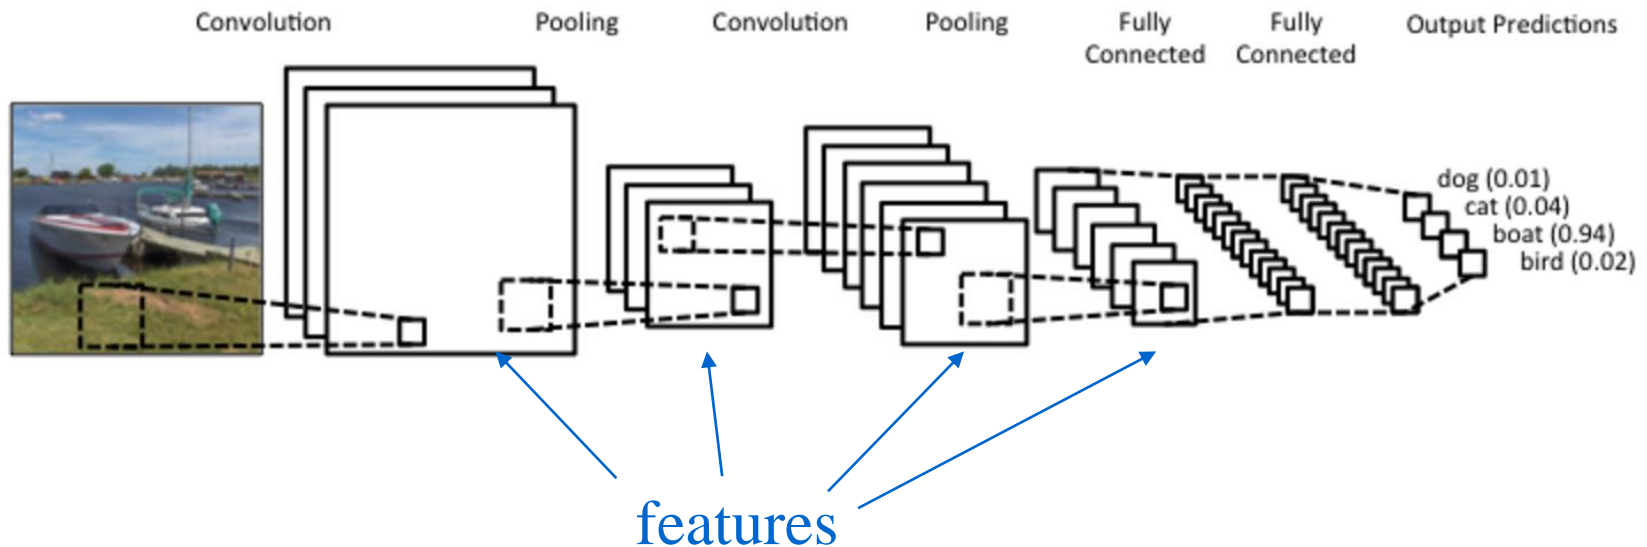 Convolution
Pooling
Convolution
Pooling
Fully
Connected
Fully
Connected
Output Predictions
dog (0.01)
cat (0.04)
boat (0.94)
bird (0.02)
features